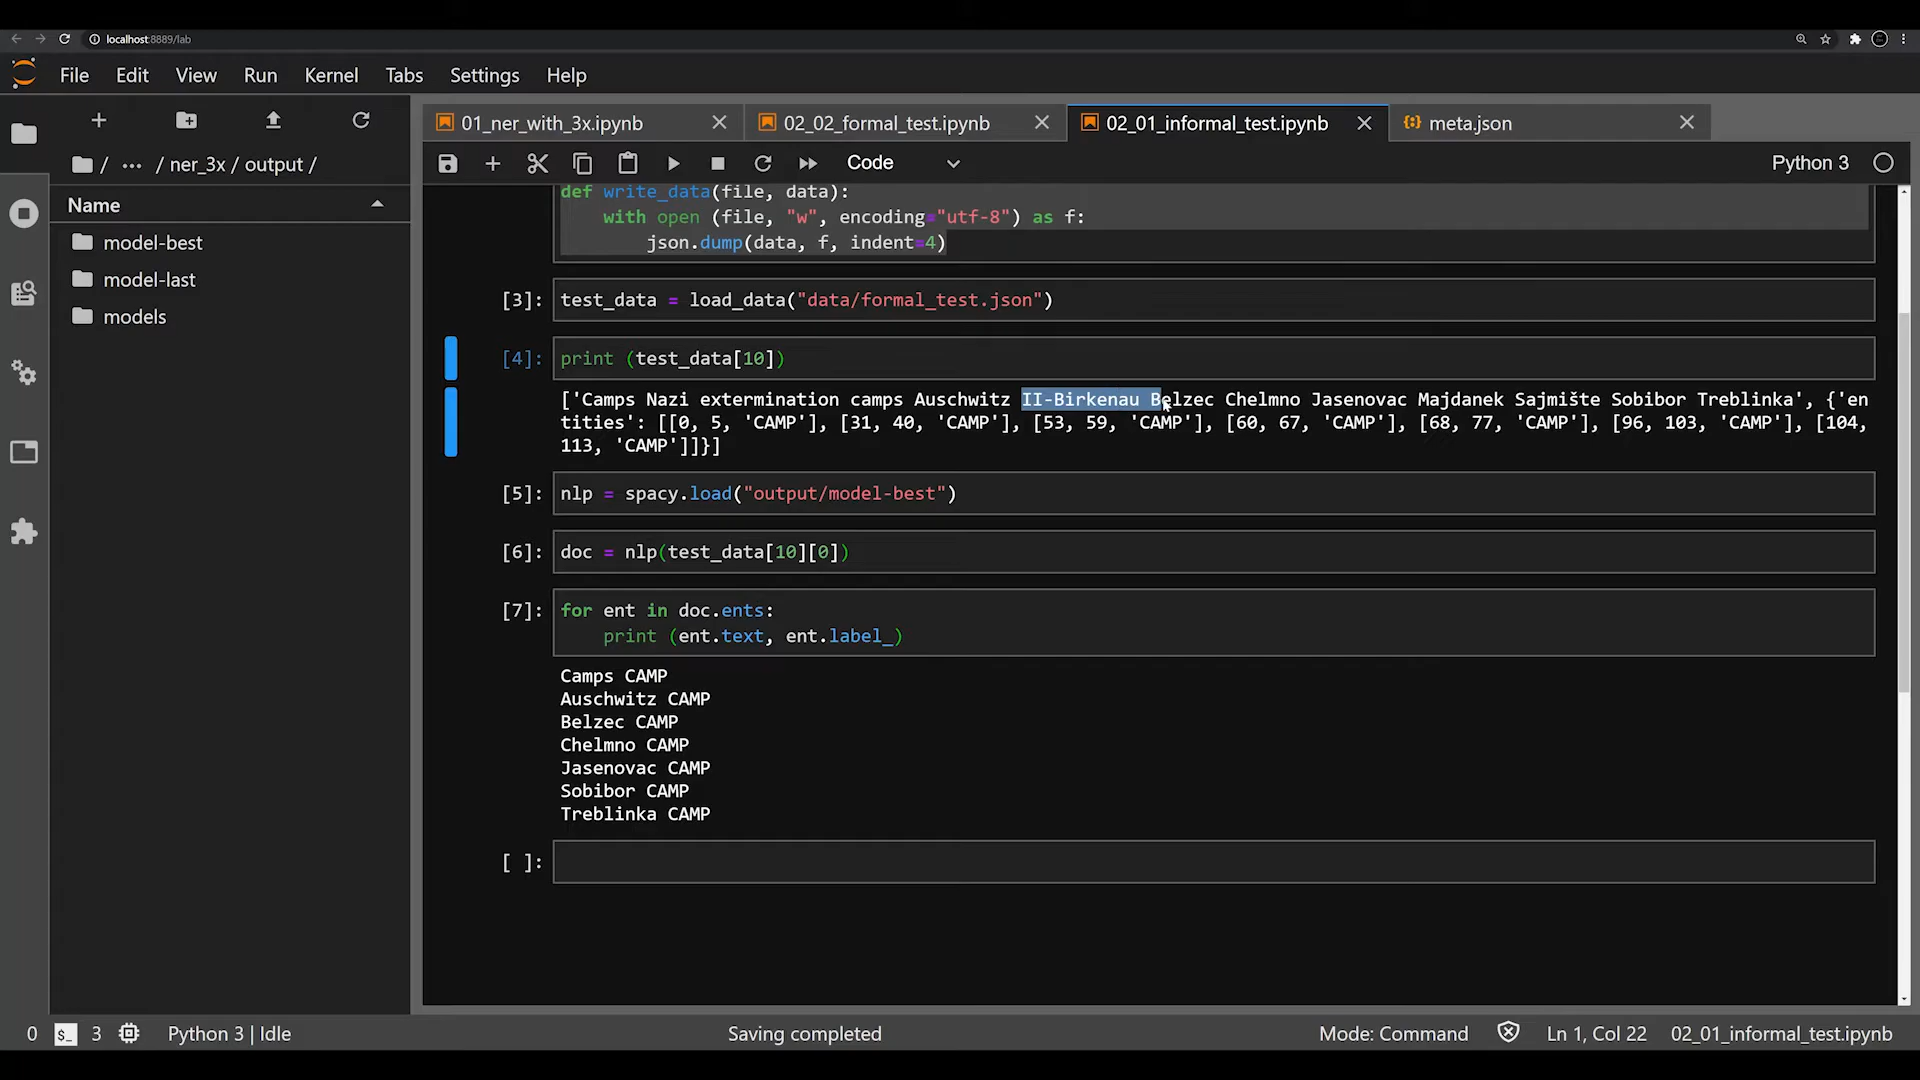 localhost:8889/lab
File Edit View Run Kernel Tabs Settings Help
/ ··· / ner_3x / output /
Name
model-best
model-last
models
01_ner_with_3x.ipynb 02_02_formal_test.ipynb 02_01_informal_test.ipynb meta.json
Code Python 3
def write_data(file, data):
with open (file, "w", encoding="utf-8") as f:
json.dump(data, f, indent=4)
[3]: test_data = load_data("data/formal_test.json")
[4]: print (test_data[10])
['Camps Nazi extermination camps Auschwitz II-Birkenau Belzec Chelmno Jasenovac Majdanek Sajmište Sobibor Treblinka', {'en
tities': [[0, 5, 'CAMP'], [31, 40, 'CAMP'], [53, 59, 'CAMP'], [60, 67, 'CAMP'], [68, 77, 'CAMP'], [96, 103, 'CAMP'], [104,
113, 'CAMP']]}]
[5]: nlp = spacy.load("output/model-best")
[6]: doc = nlp(test_data[10][0])
[7]: for ent in doc.ents:
print (ent.text, ent.label_)
Camps CAMP
Auschwitz CAMP
Belzec CAMP
Chelmno CAMP
Jasenovac CAMP
Sobibor CAMP
Treblinka CAMP
[ ]:
0 $_ 3 Python 3 | Idle Saving completed Mode: Command Ln 1, Col 22 02_01_informal_test.ipynb